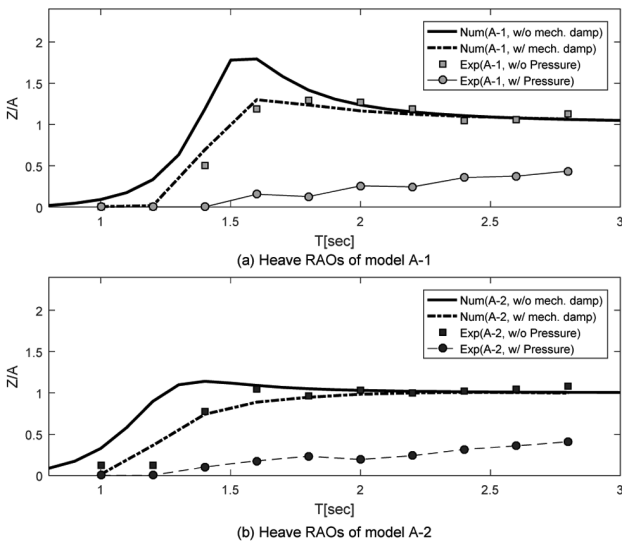 2
1.5
1
0.5
0
Z/A
Num(A-1, w/o mech. damp)
Num(A-1, w/ mech. damp)
Exp(A-1, w/o Pressure)
Exp(A-1, w/ Pressure)
1 1.5 2 2.5 3
T[sec]
(a) Heave RAOs of model A-1
2
1.5
1
0.5
0
Z/A
Num(A-2, w/o mech. damp)
Num(A-2, w/ mech. damp)
Exp(A-2, w/o Pressure)
Exp(A-2, w/ Pressure)
1 1.5 2 2.5 3
T[sec]
(b) Heave RAOs of model A-2